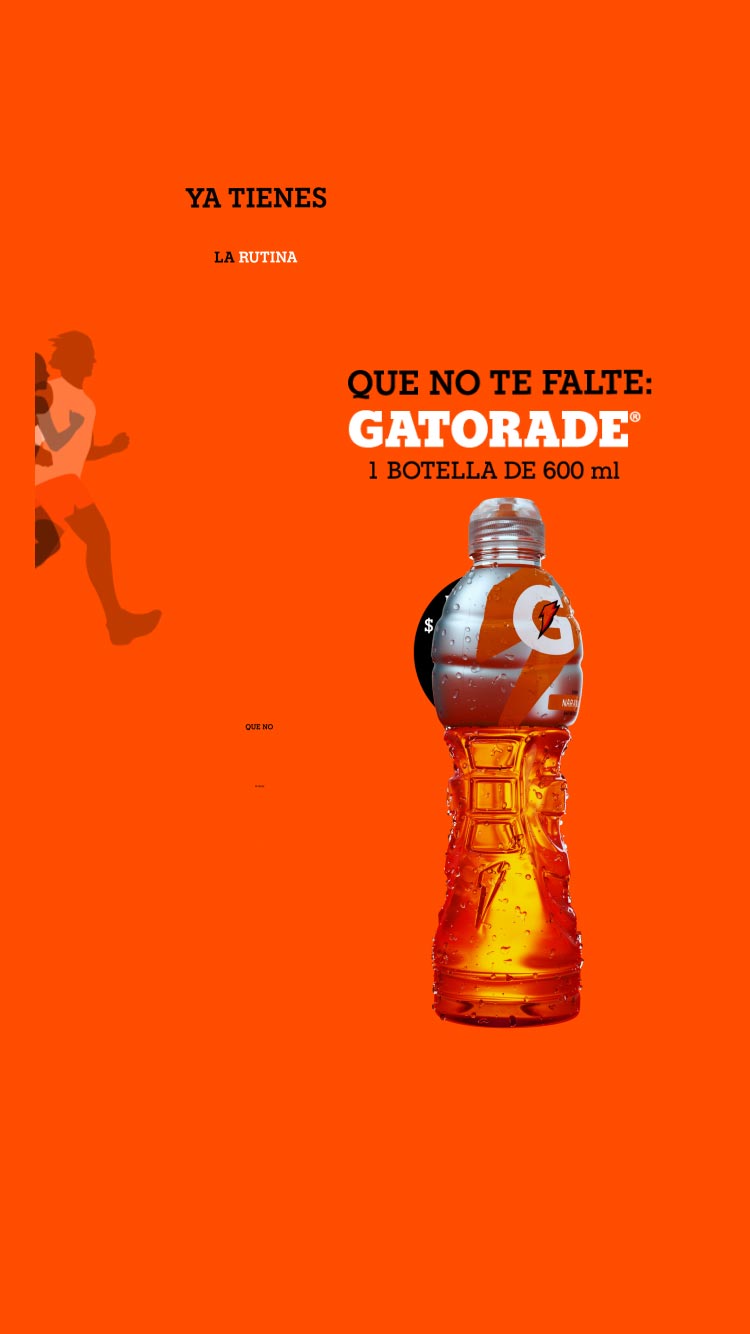 YA TIENES
LA RUTINA
QUE NO TE FALTE:
GATORADE®
1 BOTELLA DE 600 ml
$
G
QUE NO